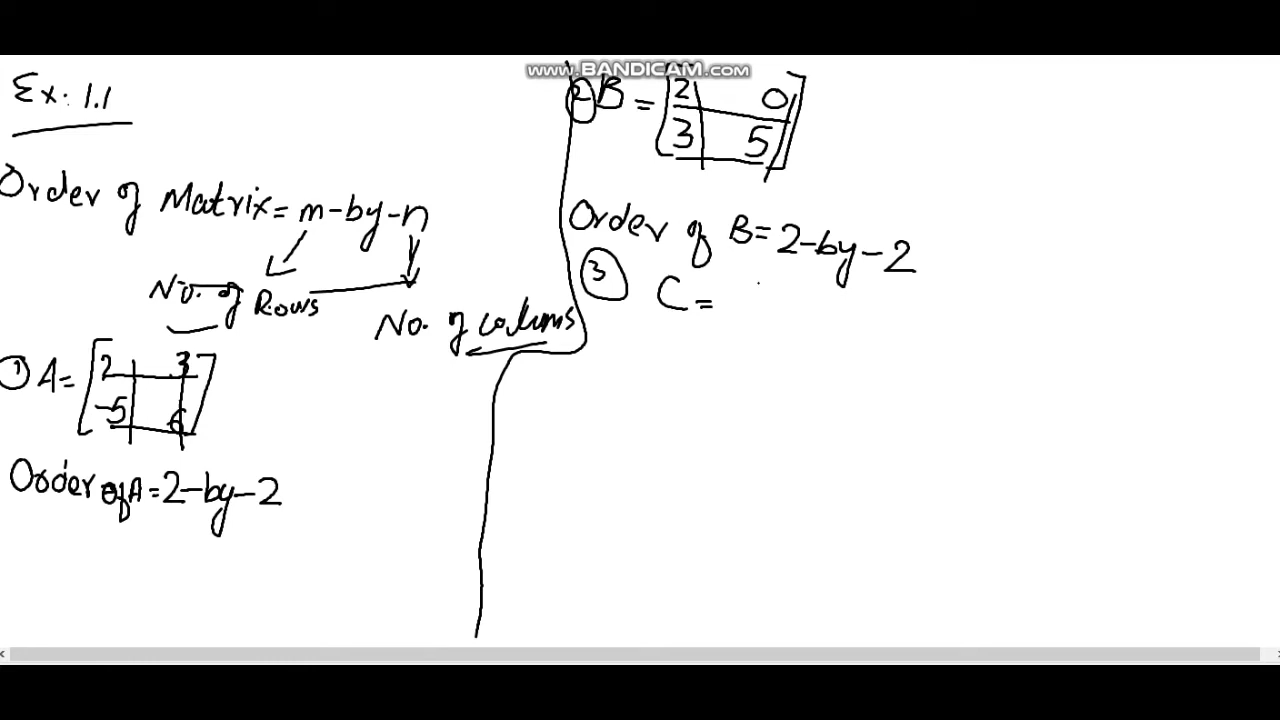 www.BANDICAM.com
Ex. 1.1
Order of Matrix = m-by-n
No. of Rows
No. of colums
① A = [2 3
-5 6]
Order of A = 2-by-2
② B = [2 0
3 5]
Order of B = 2-by-2
③ C =